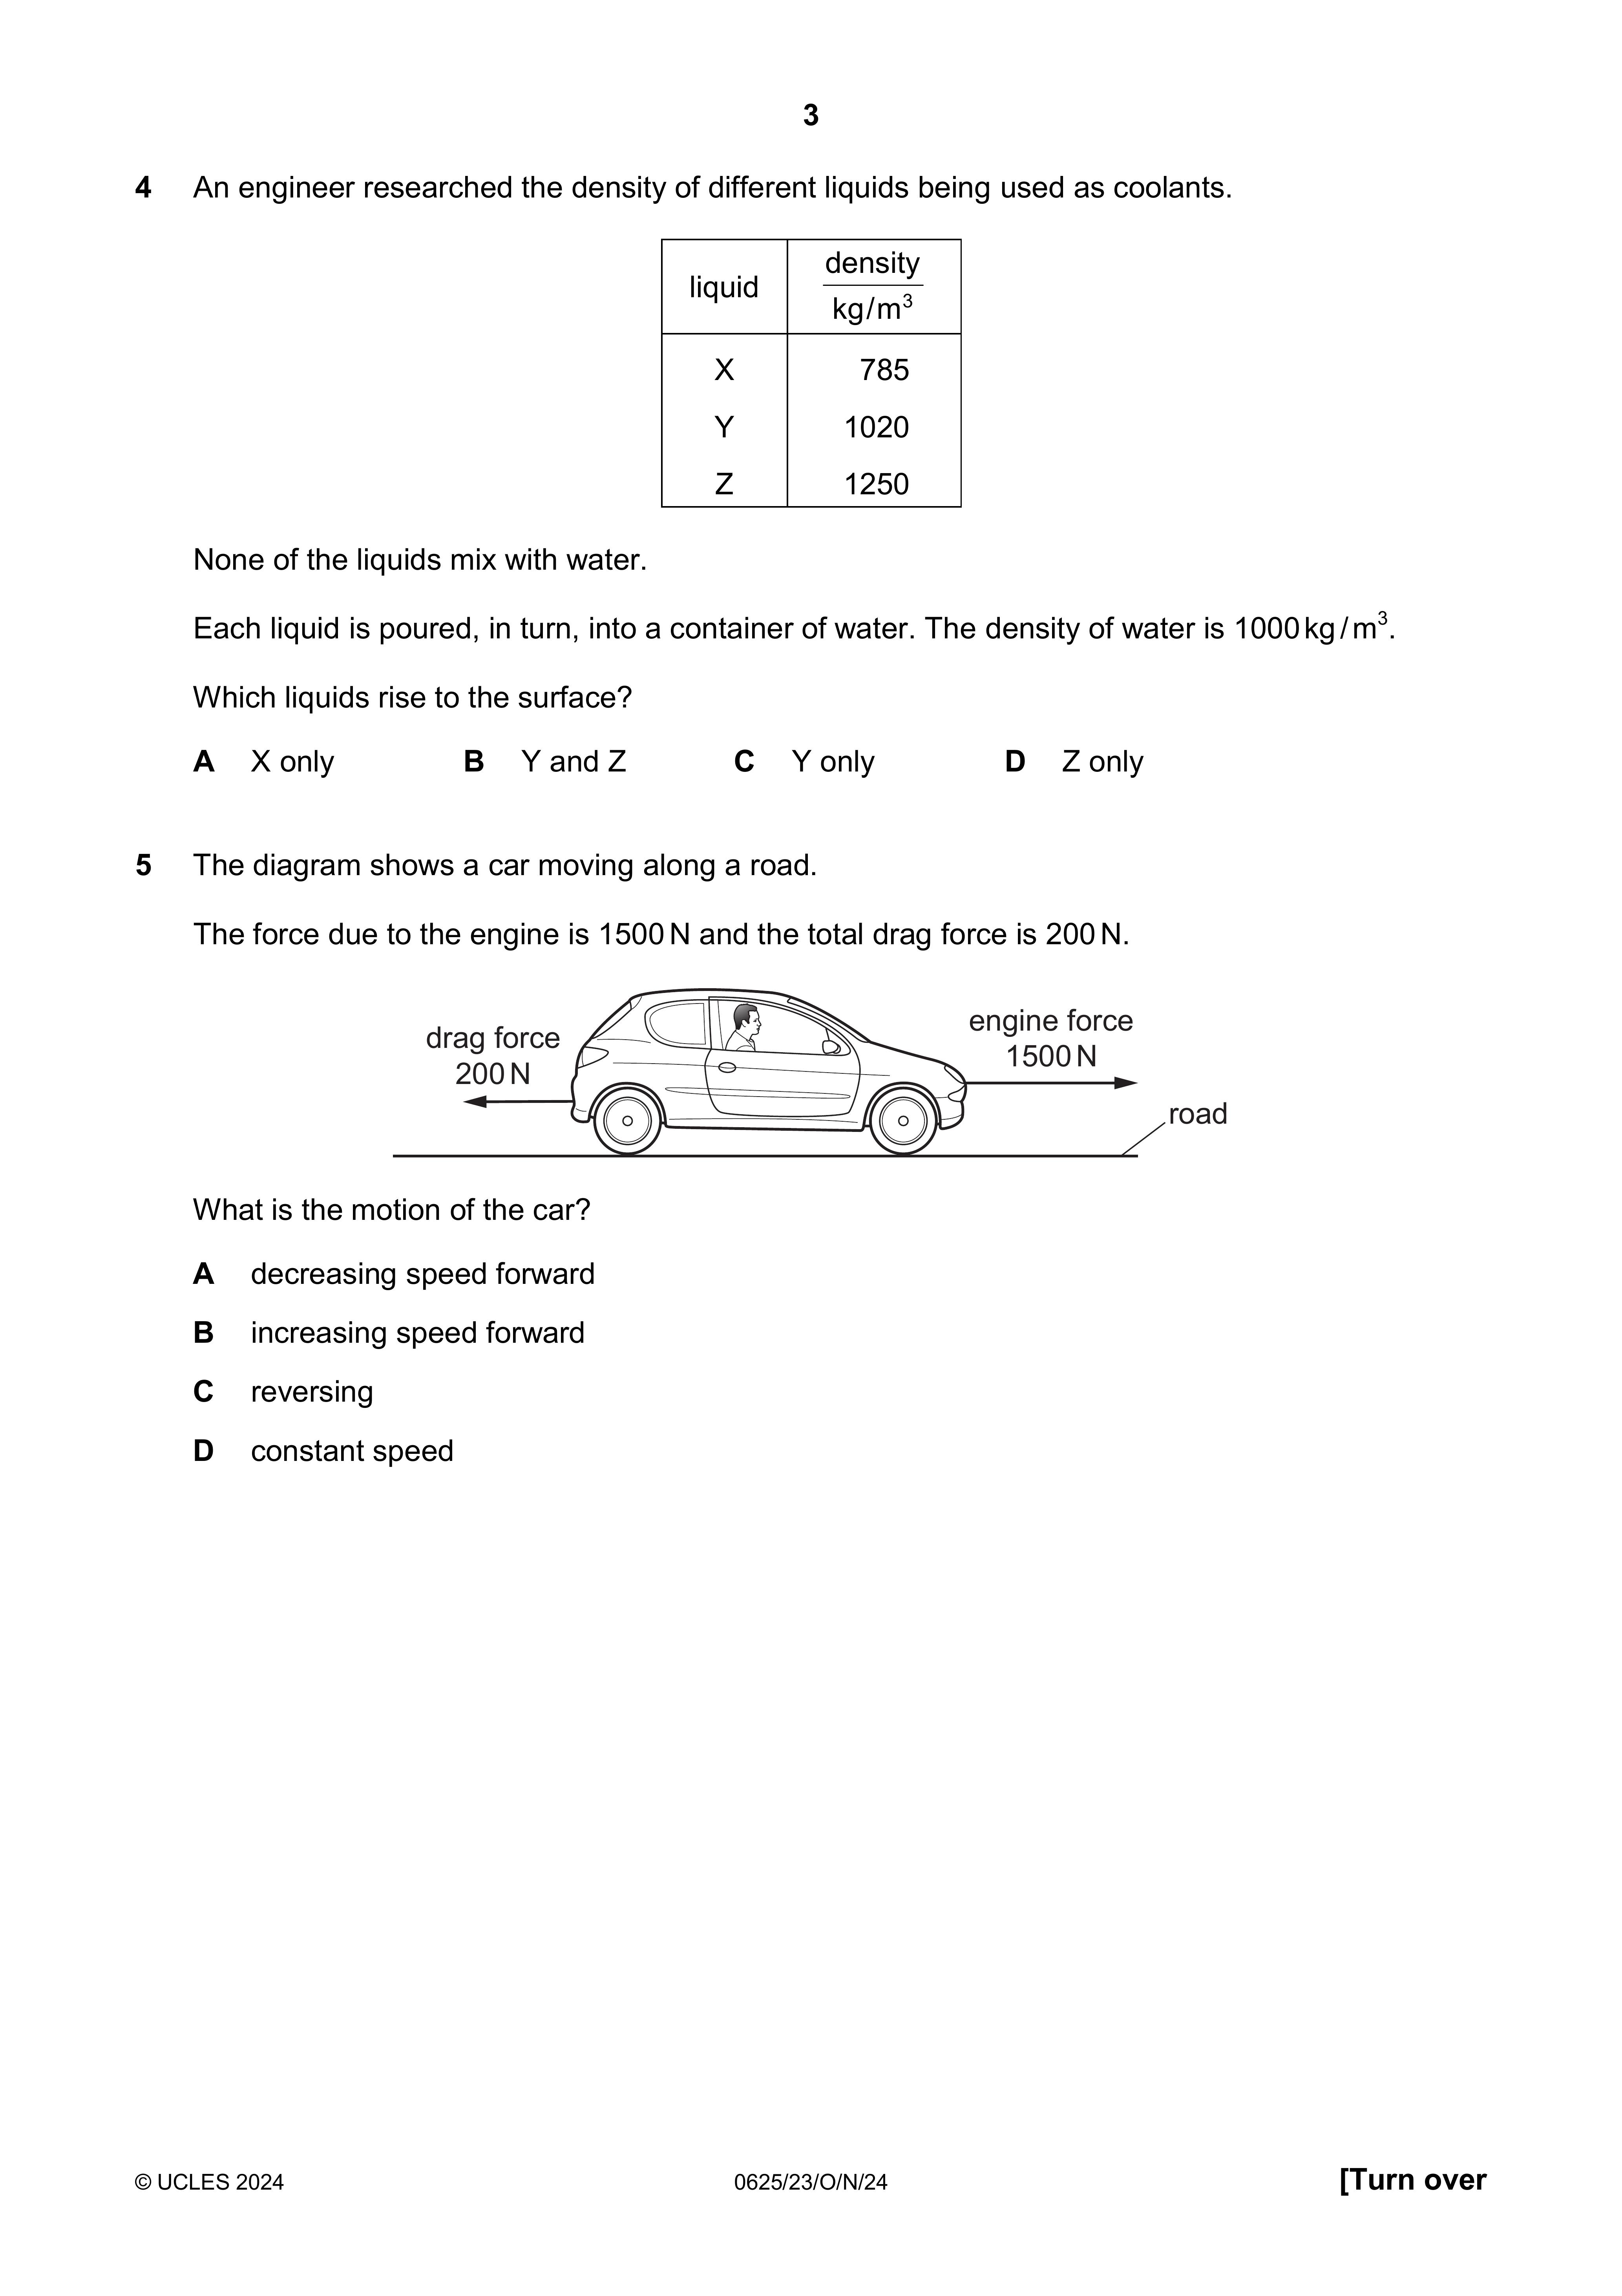 3
4 An engineer researched the density of different liquids being used as coolants.
liquid density
kg/m³
X 785
Y 1020
Z 1250
None of the liquids mix with water.
Each liquid is poured, in turn, into a container of water. The density of water is 1000 kg/m³.
Which liquids rise to the surface?
A X only B Y and Z C Y only D Z only
5 The diagram shows a car moving along a road.
The force due to the engine is 1500 N and the total drag force is 200 N.
drag force
200 N
engine force
1500 N
road
What is the motion of the car?
A decreasing speed forward
B increasing speed forward
C reversing
D constant speed
© UCLES 2024 0625/23/O/N/24 [Turn over